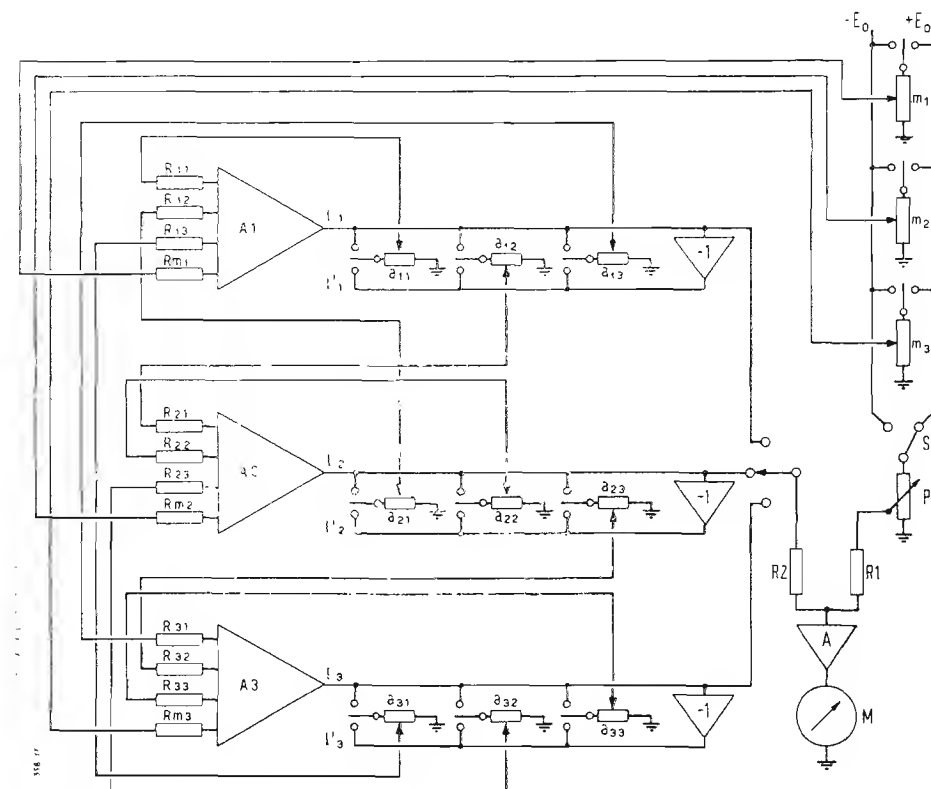 -E₀ +E₀
m₁
R₁₁
R₁₂
R₁₃
Rm₁
A1
a₁₁
a₁₂
a₁₃
-1
m₂
m₃
R₂₁
R₂₂
R₂₃
Rm₂
a₂₁
a₂₂
a₂₃
-1
S
P
R2
R1
R₃₁
R₃₂
R₃₃
Rm₃
A3
a₃₁
a₃₂
a₃₃
-1
A
M